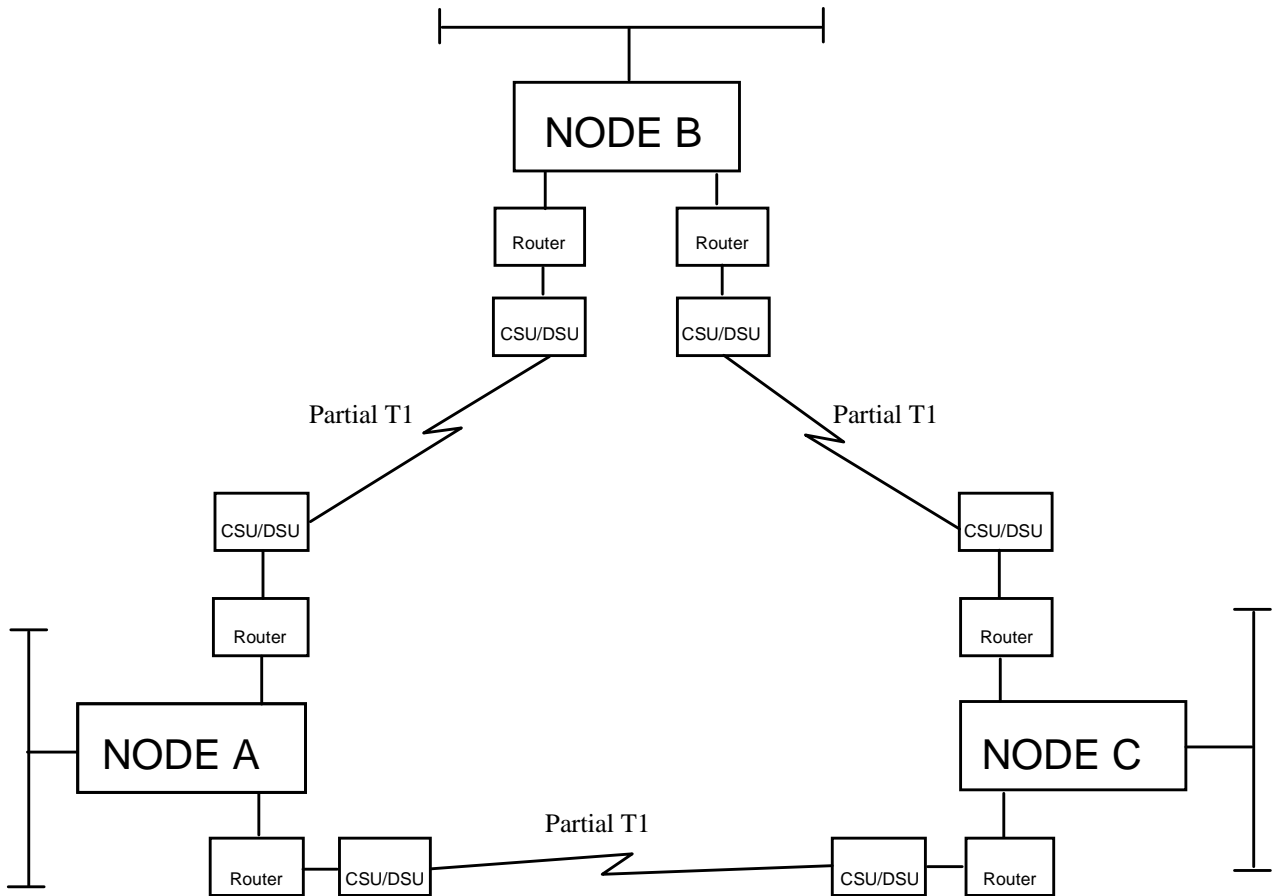 NODE B
Router
Router
CSU/DSU
CSU/DSU
Partial T1
Partial T1
CSU/DSU
CSU/DSU
Router
Router
NODE A
NODE C
Partial T1
Router
CSU/DSU
CSU/DSU
Router